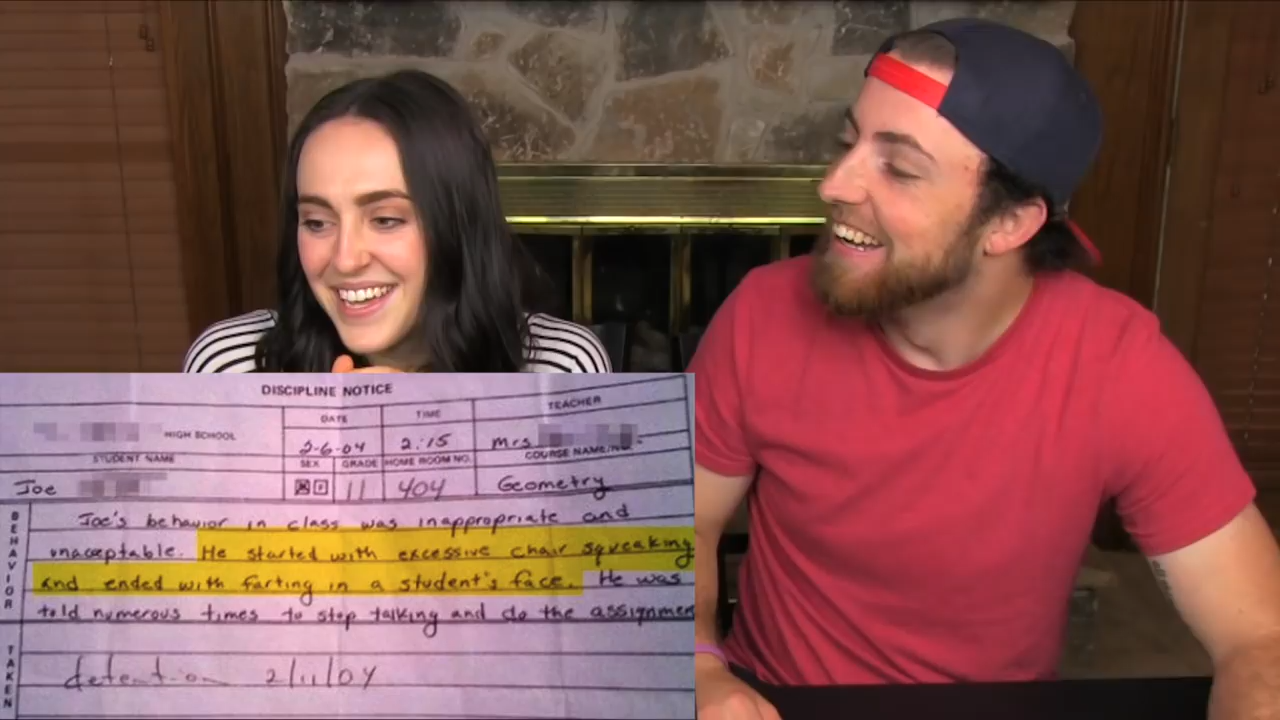 DISCIPLINE NOTICE
DATE TIME TEACHER
HIGH SCHOOL 2-6-04 2:15 Mrs.
STUDENT NAME SEX GRADE HOME ROOM NO. COURSE NAME/NO.
Joe 11 404 Geometry
BEHAVIOR
Joe's behavior in class was inappropriate and
unacceptable. He started with excessive chair squeaking
and ended with farting in a student's face. He was
told numerous times to stop talking and do the assignmen
TAKEN
detention 2/11/04